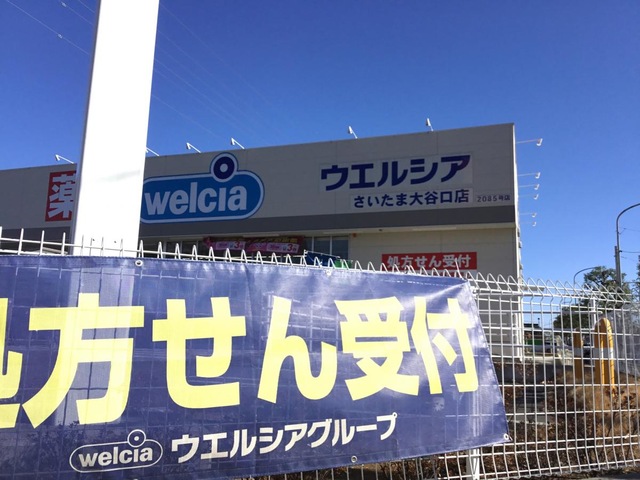 薬
welcia
ウエルシア
さいたま大谷口店
2085号店
処方せん受付
処方せん受付
welcia ウエルシアグループ